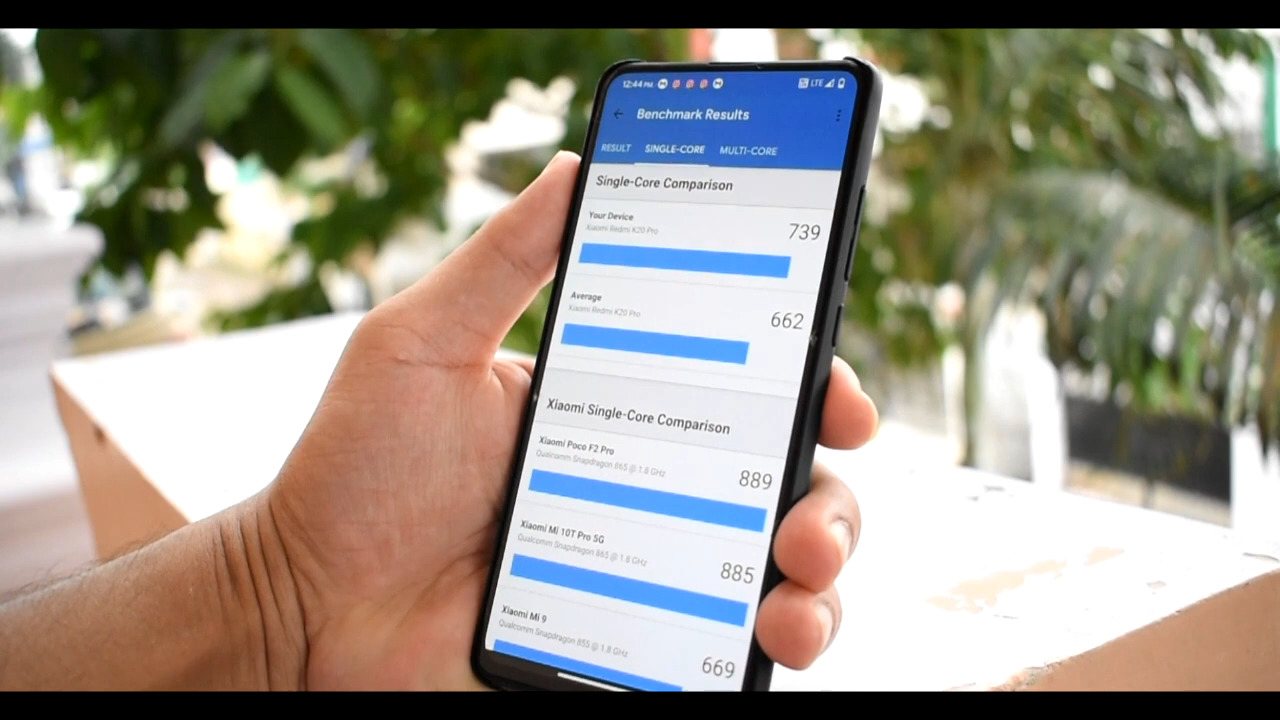 12:44 PM LTE
Benchmark Results
RESULT SINGLE-CORE MULTI-CORE
Single-Core Comparison
Your Device
Xiaomi Redmi K20 Pro
739
Average
Xiaomi Redmi K20 Pro
662
Xiaomi Single-Core Comparison
Xiaomi Poco F2 Pro
Qualcomm Snapdragon 865 @ 1.8 GHz
889
Xiaomi Mi 10T Pro 5G
Qualcomm Snapdragon 865 @ 1.8 GHz
885
Xiaomi Mi 9
Qualcomm Snapdragon 855 @ 1.8 GHz
669